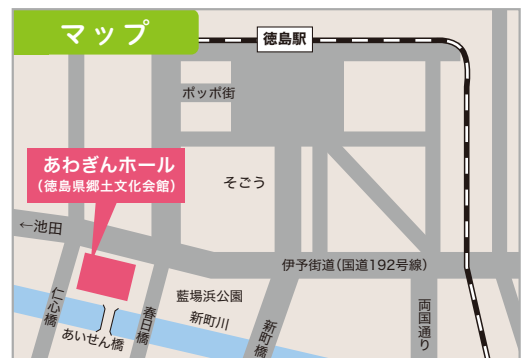 マップ
徳島駅
ポッポ街
あわぎんホール
(徳島県郷土文化会館)
そごう
←池田
伊予街道(国道192号線)
藍場浜公園
新町川
仁心橋
あいせん橋
春日橋
新町橋
両国通り